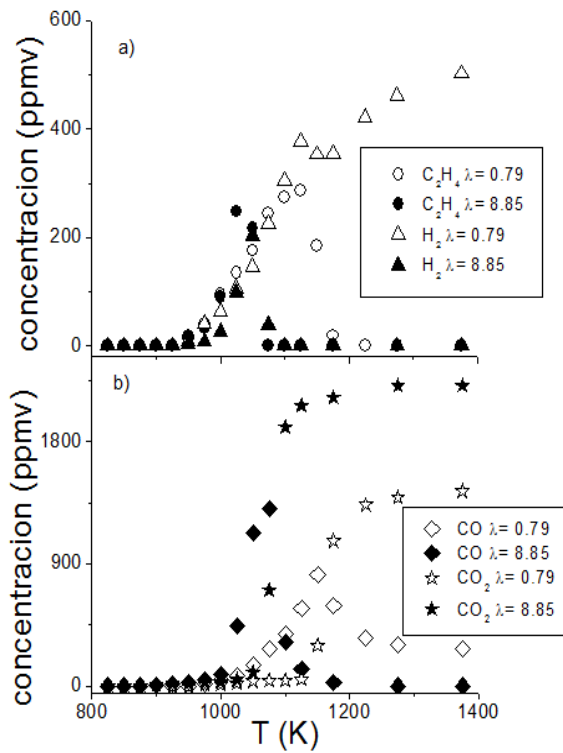 a)
600
400
200
0
concentracion (ppmv)
○ C₂H₄ λ = 0.79
● C₂H₄ λ = 8.85
△ H₂ λ = 0.79
▲ H₂ λ = 8.85
b)
1800
900
0
concentracion (ppmv)
◇ CO λ = 0.79
◆ CO λ = 8.85
☆ CO₂ λ = 0.79
★ CO₂ λ = 8.85
800 1000 1200 1400
T (K)